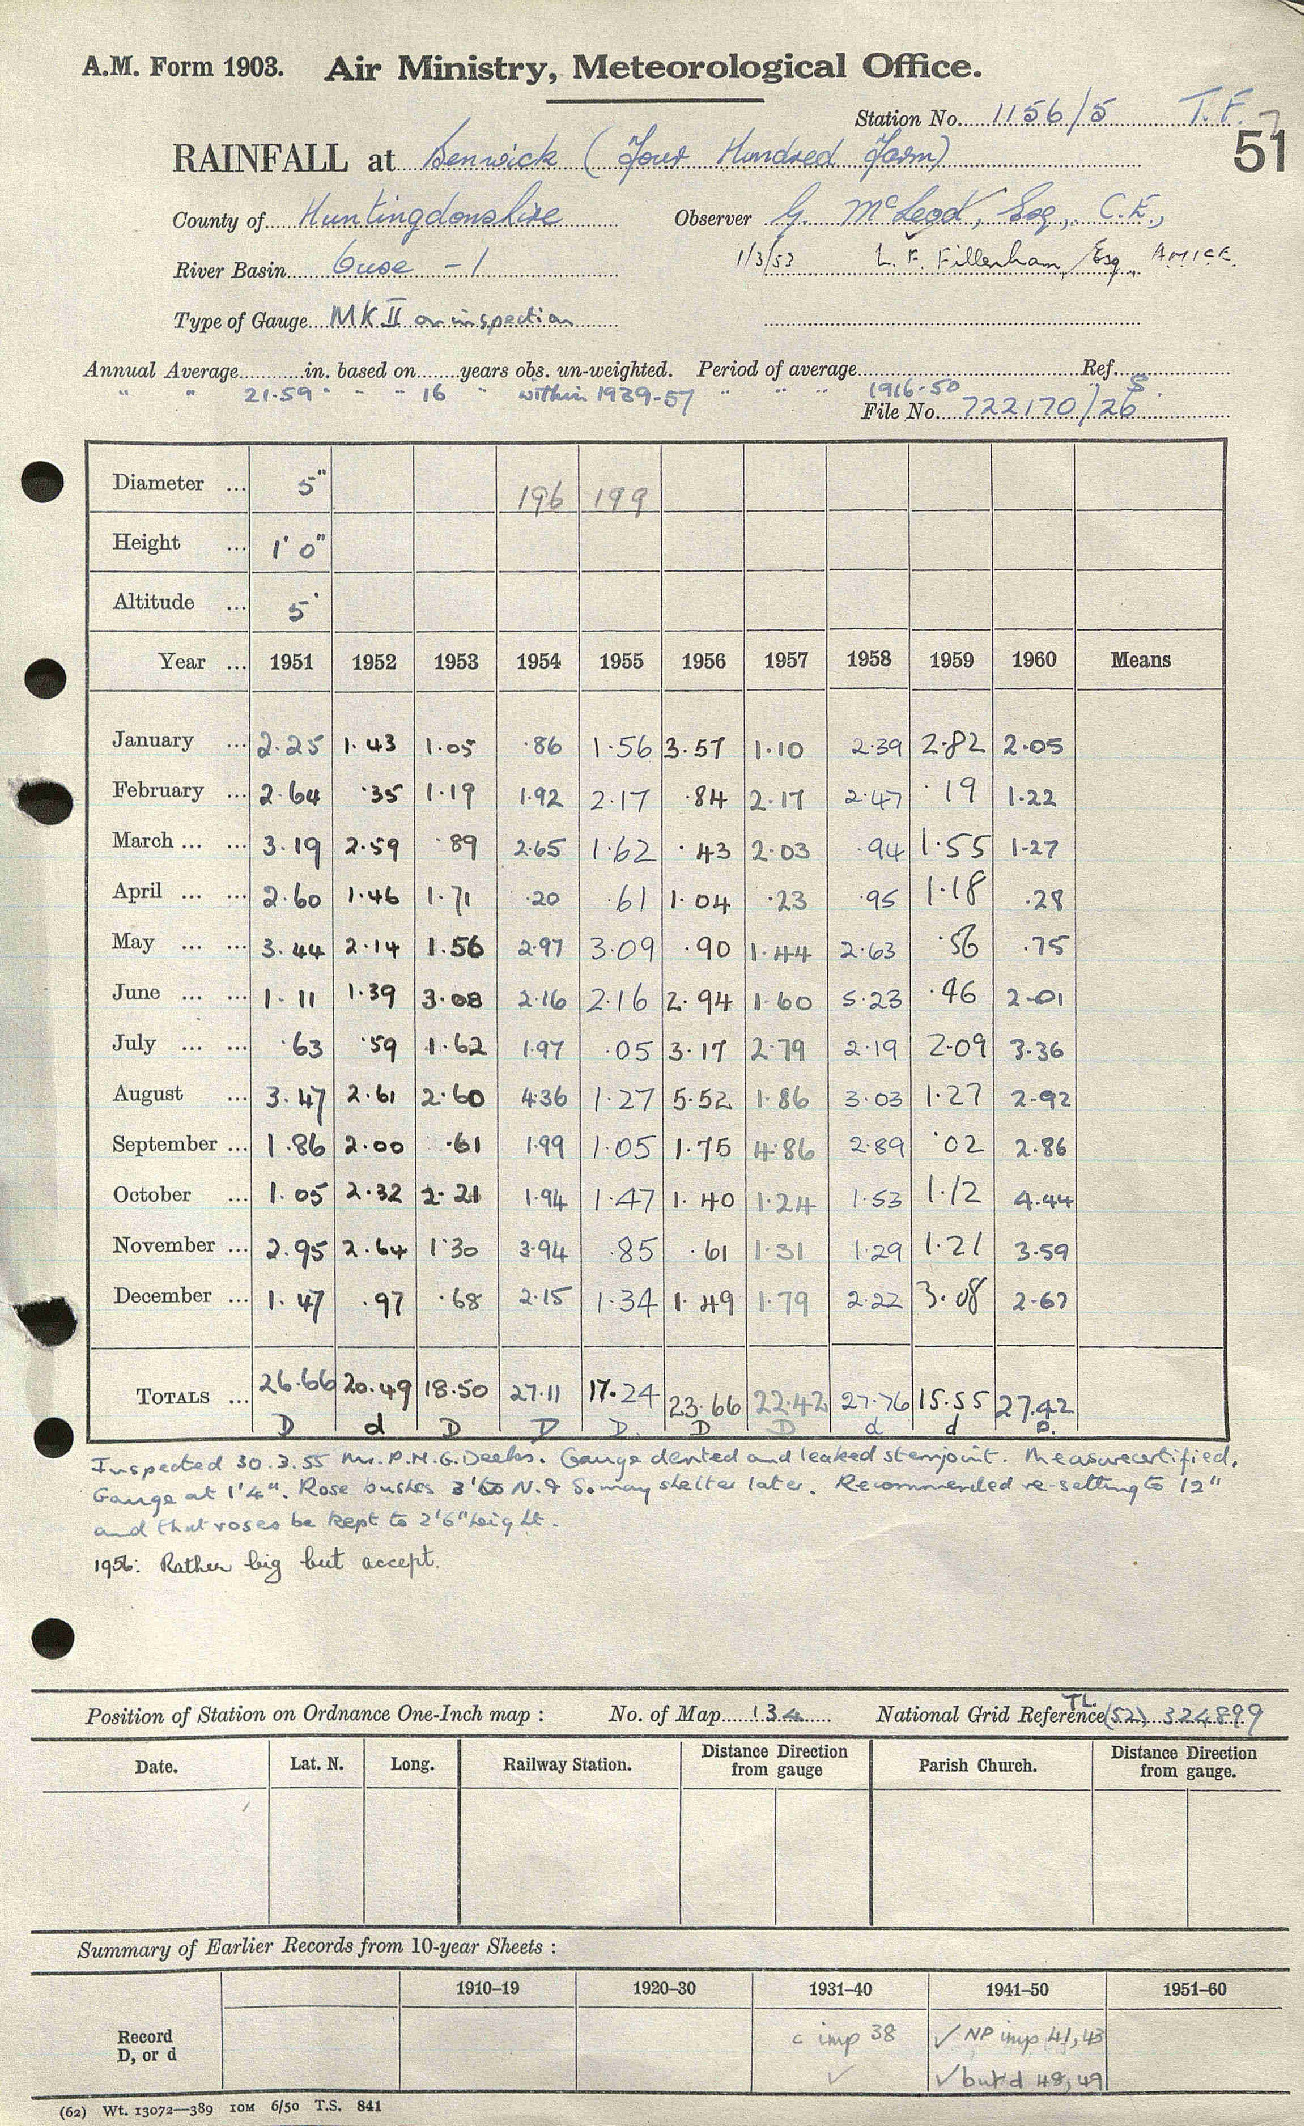 A.M. Form 1903. Air Ministry, Meteorological Office.
Station No. 1156/5 T.F. 7
51
RAINFALL at Benwick (Four Hundred Farm)
County of Huntingdonshire Observer G. McLeod, Esq., C.E.,
River Basin Ouse - 1 1/3/53 L. F. Fillenham, Esq. AMICE.
Type of Gauge MK II on inspection
Annual Average in. based on years obs. un-weighted. Period of average Ref.
" " 21.59 " " " 16 " within 1929-57 " " " 1916-50 S.
File No. 722170/26
Diameter ... 5" 196 199
Height ... 1' 0"
Altitude ... 5'
Year ... 1951 1952 1953 1954 1955 1956 1957 1958 1959 1960 Means
January ... 2.25 1.43 1.05 .86 1.56 3.57 1.10 2.39 2.82 2.05
February ... 2.64 .35 1.19 1.92 2.17 .84 2.17 2.47 .19 1.22
March ... ... 3.19 2.59 .89 2.65 1.62 .43 2.03 .94 1.55 1.27
April ... ... 2.60 1.46 1.71 .20 .61 1.04 .23 .95 1.18 .28
May ... ... 3.44 2.14 1.56 2.97 3.09 .90 1.44 2.63 .56 .75
June ... ... 1.11 1.39 3.08 2.16 2.16 2.94 1.60 5.23 .46 2.01
July ... ... .63 .59 1.62 1.97 .05 3.17 2.79 2.19 2.09 3.36
August ... 3.47 2.61 2.60 4.36 1.27 5.52 1.86 3.03 1.27 2.92
September ... 1.86 2.00 .61 1.99 1.05 1.75 4.86 2.89 .02 2.86
October ... 1.05 2.32 2.21 1.94 1.47 1.40 1.24 1.53 1.12 4.44
November ... 2.95 2.64 1.30 3.94 .85 .61 1.31 1.29 1.21 3.59
December ... 1.47 .97 .68 2.15 1.34 1.49 1.79 2.22 3.08 2.67
TOTALS ... 26.66 20.49 18.50 27.11 17.24 23.66 22.42 27.76 15.55 27.42
D d D D D. D D d d D.
Inspected 30.3.55 Mr. P.N.G. Deeks. Gauge dented and leaked stemjoint. Measure certified.
Gauge at 1'4". Rose bushes 3' to N. & S. may shelter later. Recommended re-setting to 12"
and that roses be kept to 2'6" height.
1956: Rather big but accept.
Position of Station on Ordnance One-Inch map : No. of Map 134 National Grid Reference TL (52) 324899
Date. Lat. N. Long. Railway Station. Distance Direction from gauge Parish Church. Distance Direction from gauge.
Summary of Earlier Records from 10-year Sheets :
1910–19 1920–30 1931–40 1941–50 1951–60
Record c imp 38 ✓ NP imp 41, 43
D, or d ✓ ✓ but d 48, 49
(62) Wt. 13072—389 10M 6/50 T.S. 841